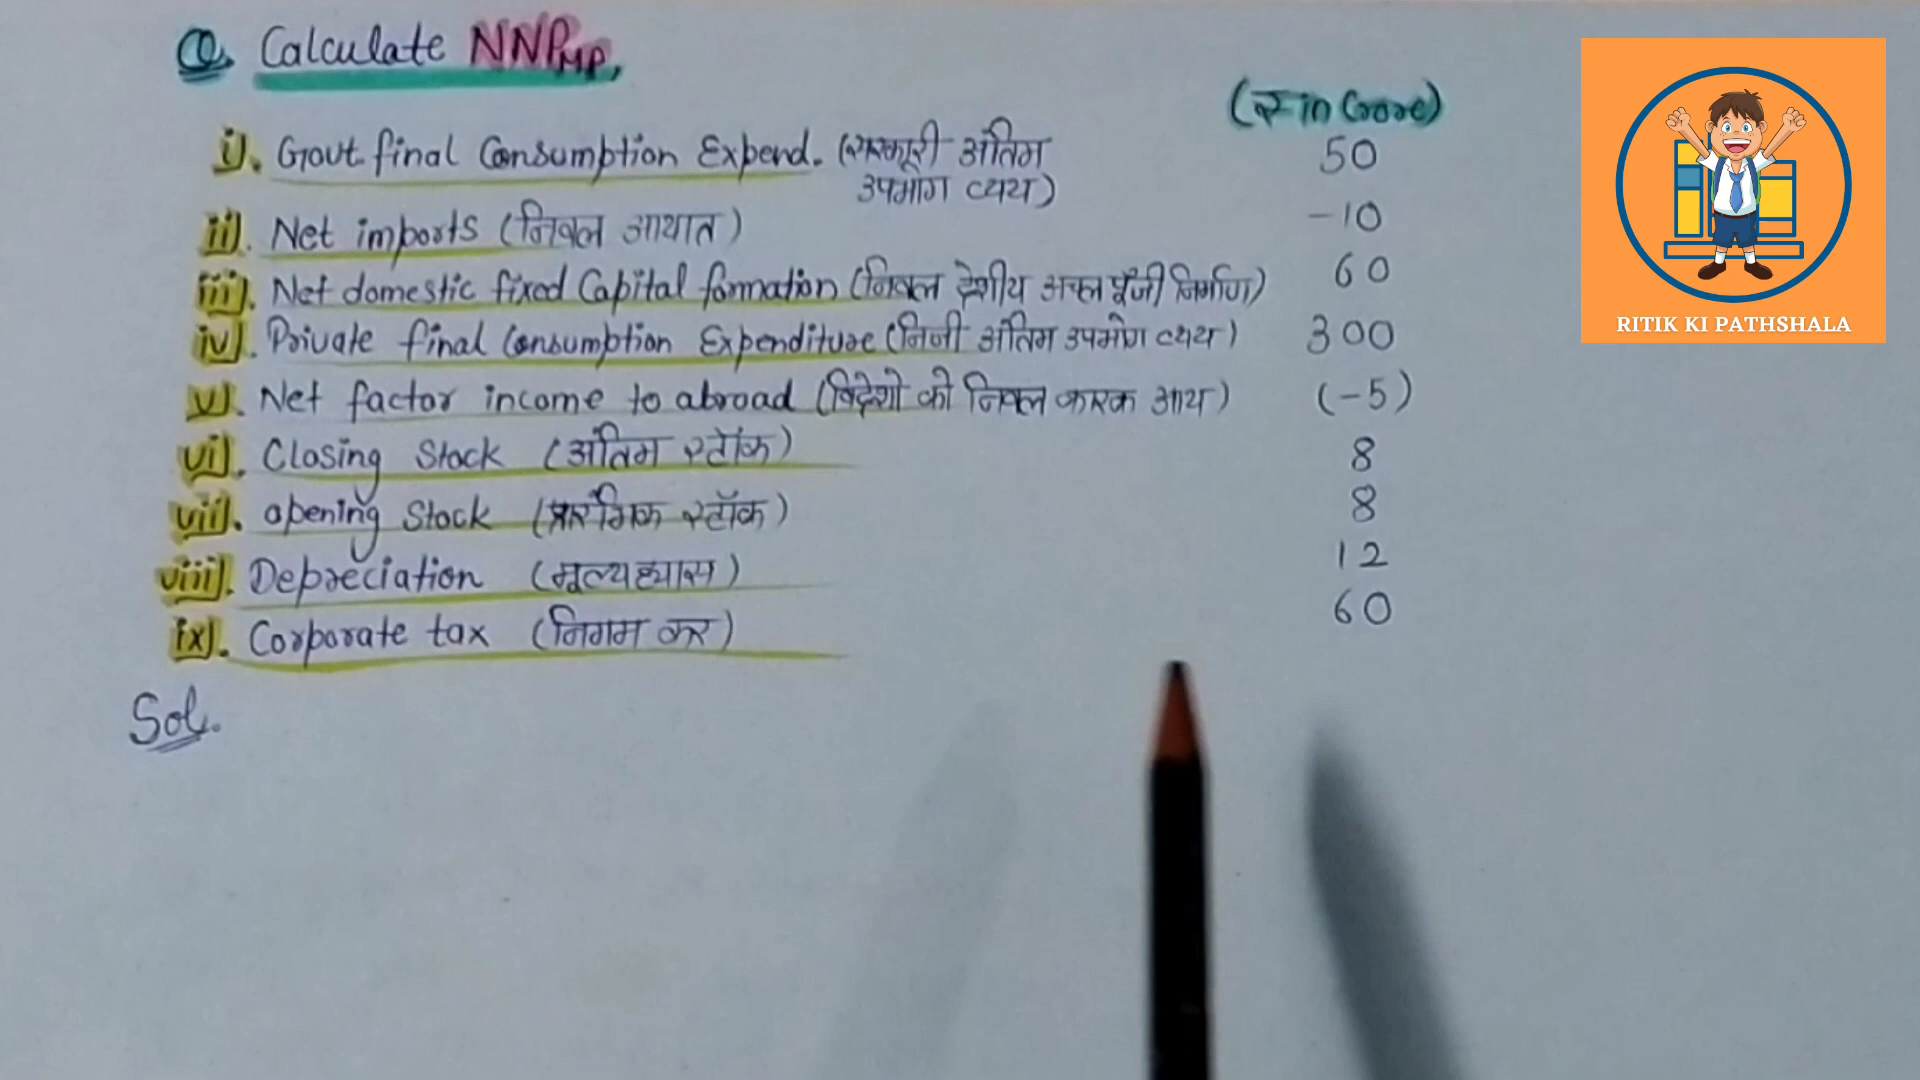 Q. Calculate NNPMP,
(₹ in Crore)
i). Govt. final Consumption Expend. (सरकारी अंतिम उपभोग व्यय) 50
ii). Net imports (निवल आयात) -10
iii). Net domestic fixed Capital formation (निवल देशीय अचल पूँजी निर्माण) 60
iv). Private final Consumption Expenditure (निजी अंतिम उपभोग व्यय) 300
v). Net factor income to abroad (विदेशो को निवल कारक आय) (-5)
vi). Closing Stock (अंतिम स्टॉक) 8
vii). opening Stock (प्रारंभिक स्टॉक) 8
viii). Depreciation (मूल्यह्यास) 12
ix). Corporate tax (निगम कर) 60
Sol.
RITIK KI PATHSHALA